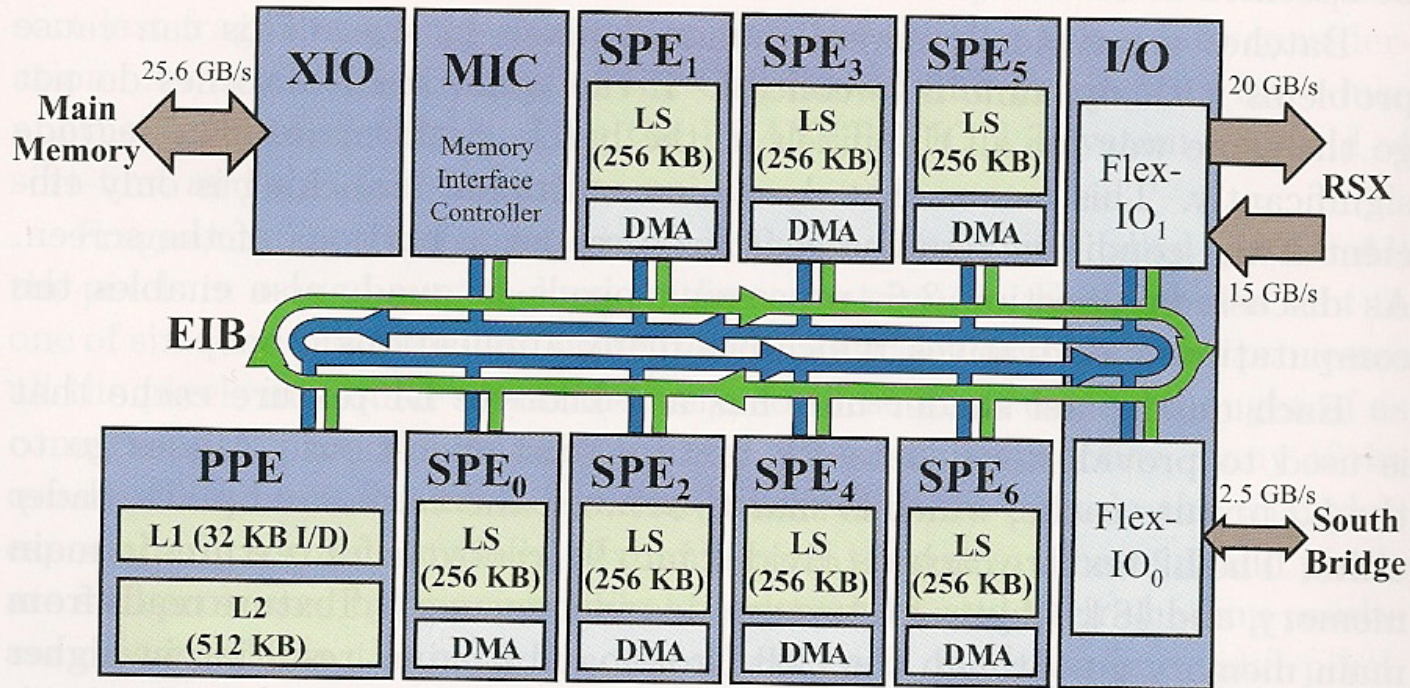 XIO
25.6 GB/s
Main
Memory
MIC
Memory
Interface
Controller
SPE1
LS
(256 KB)
DMA
SPE3
LS
(256 KB)
DMA
SPE5
LS
(256 KB)
DMA
I/O
Flex-
IO1
20 GB/s
RSX
15 GB/s
EIB
PPE
L1 (32 KB I/D)
L2
(512 KB)
SPE0
LS
(256 KB)
DMA
SPE2
LS
(256 KB)
DMA
SPE4
LS
(256 KB)
DMA
SPE6
LS
(256 KB)
DMA
Flex-
IO0
2.5 GB/s
South
Bridge